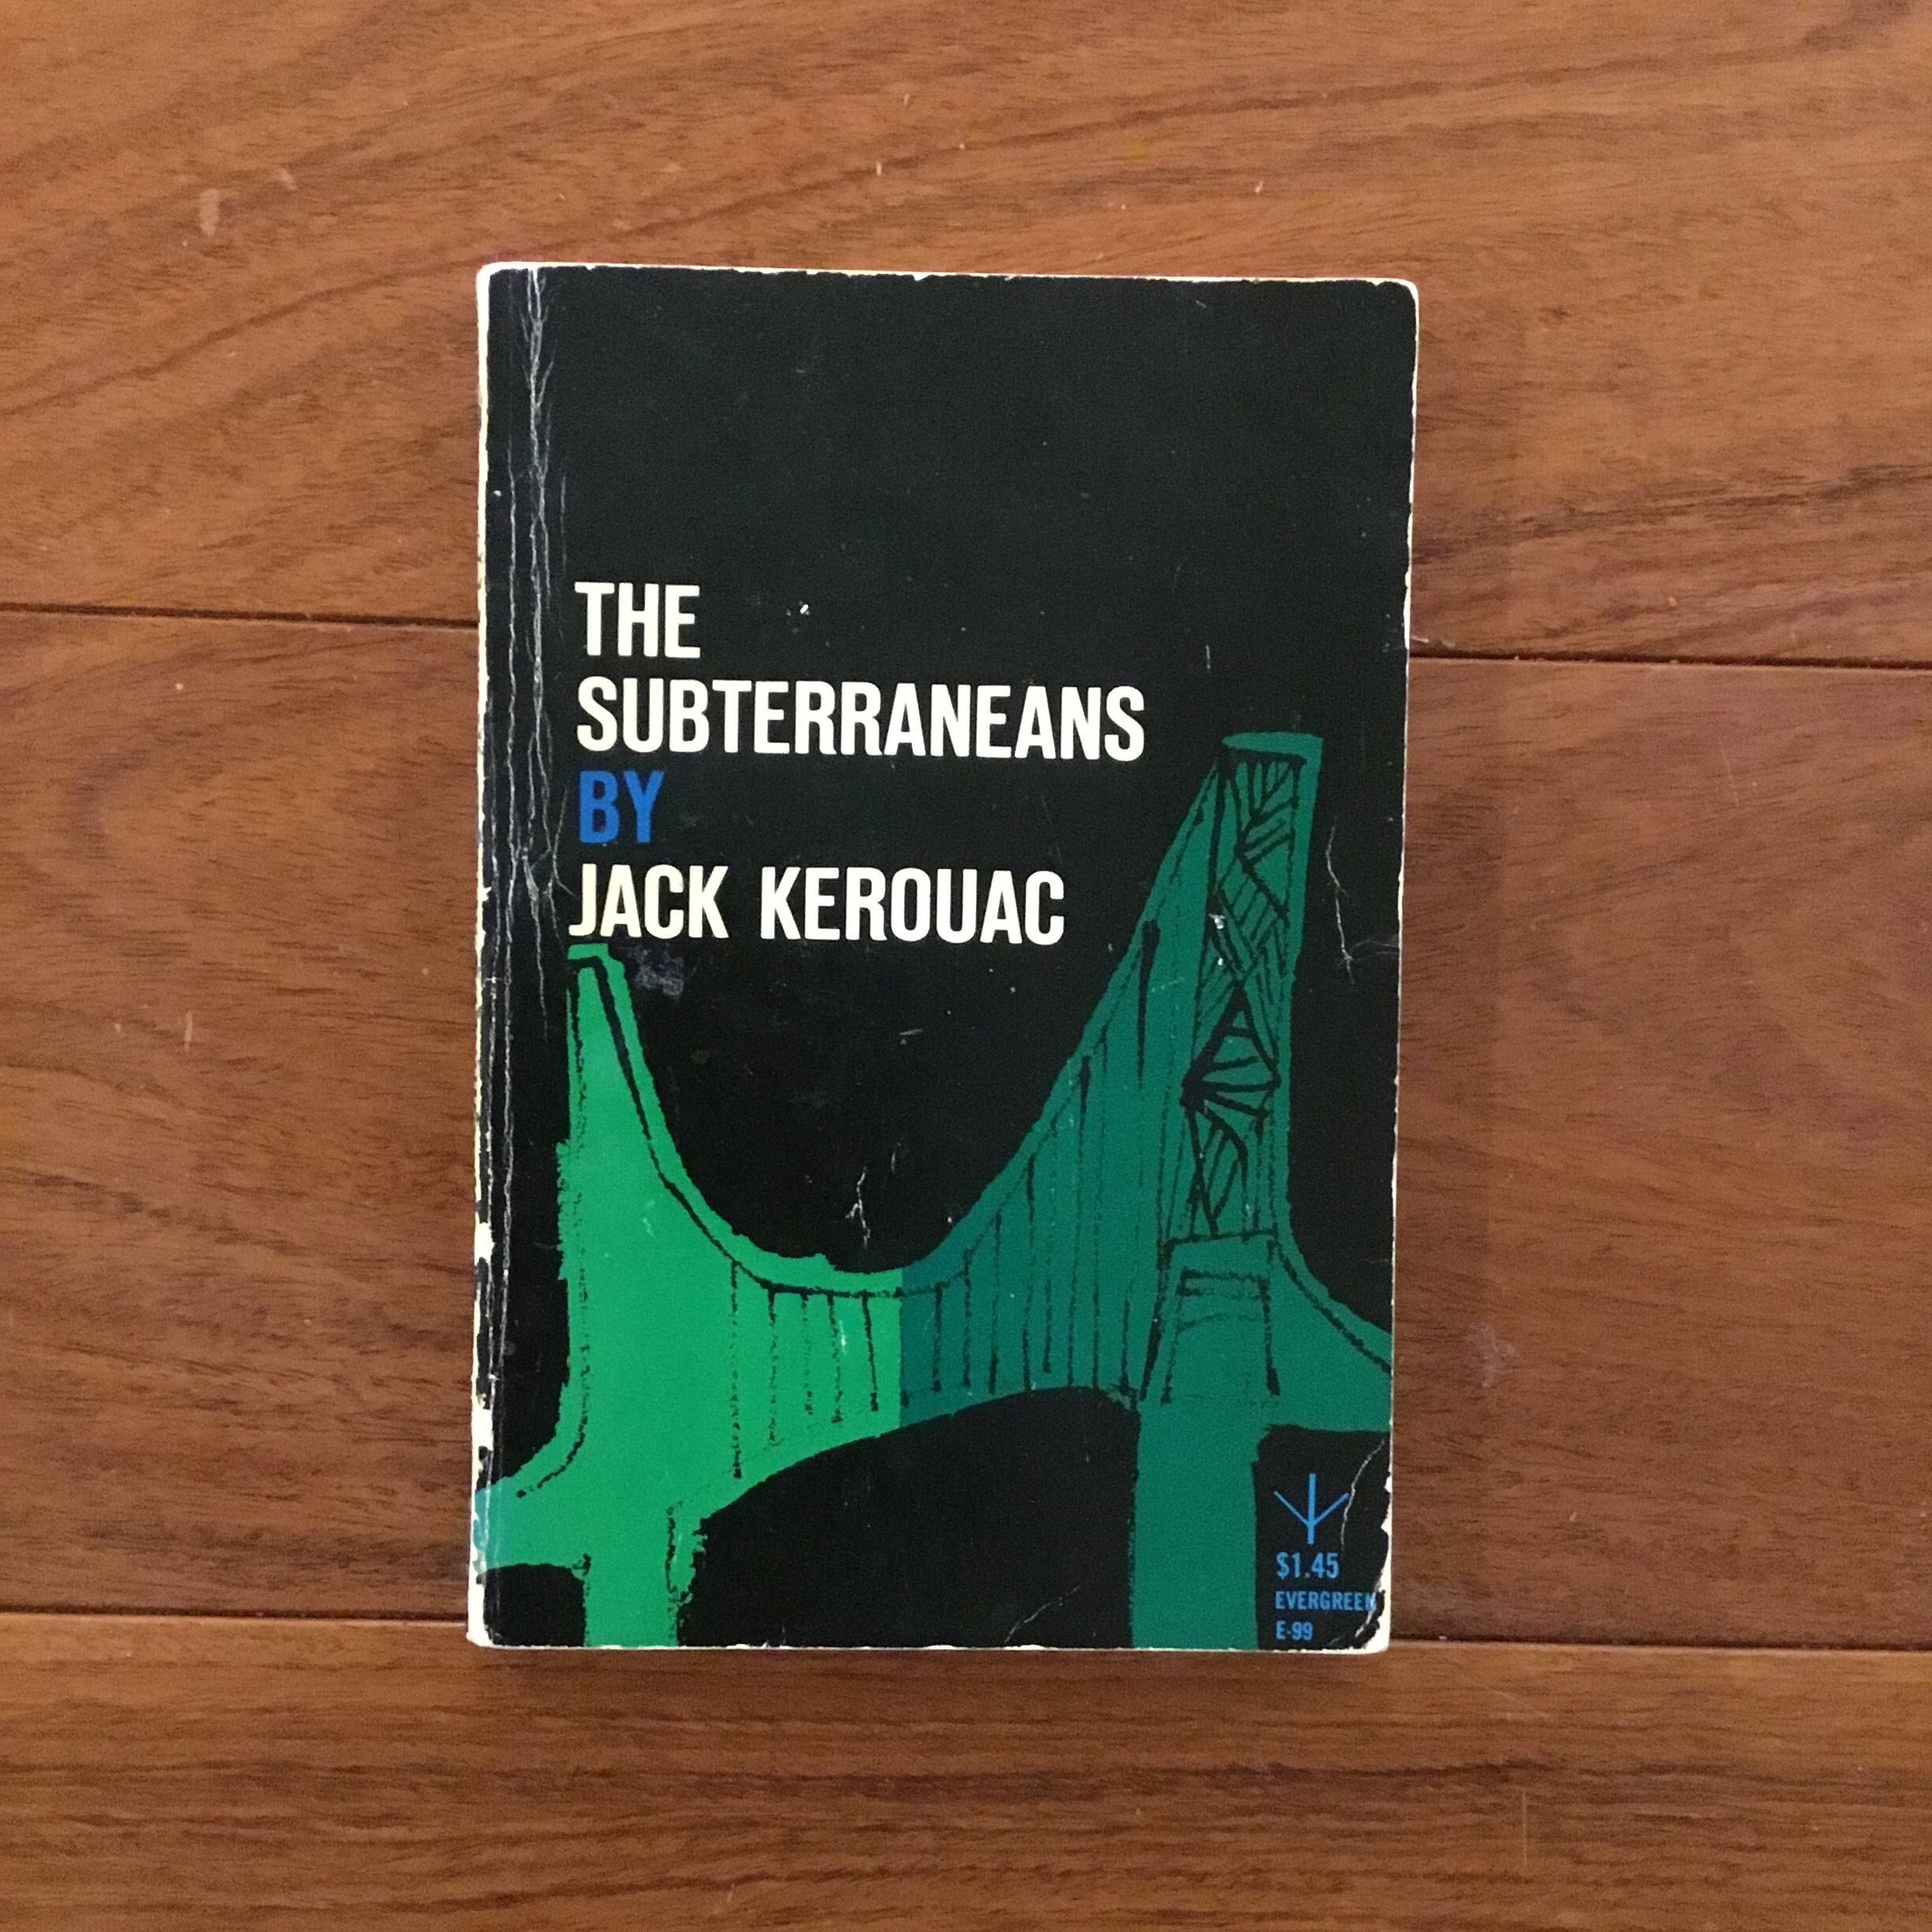 THE
SUBTERRANEANS
BY
JACK KEROUAC
$1.45
EVERGREEN
E-99